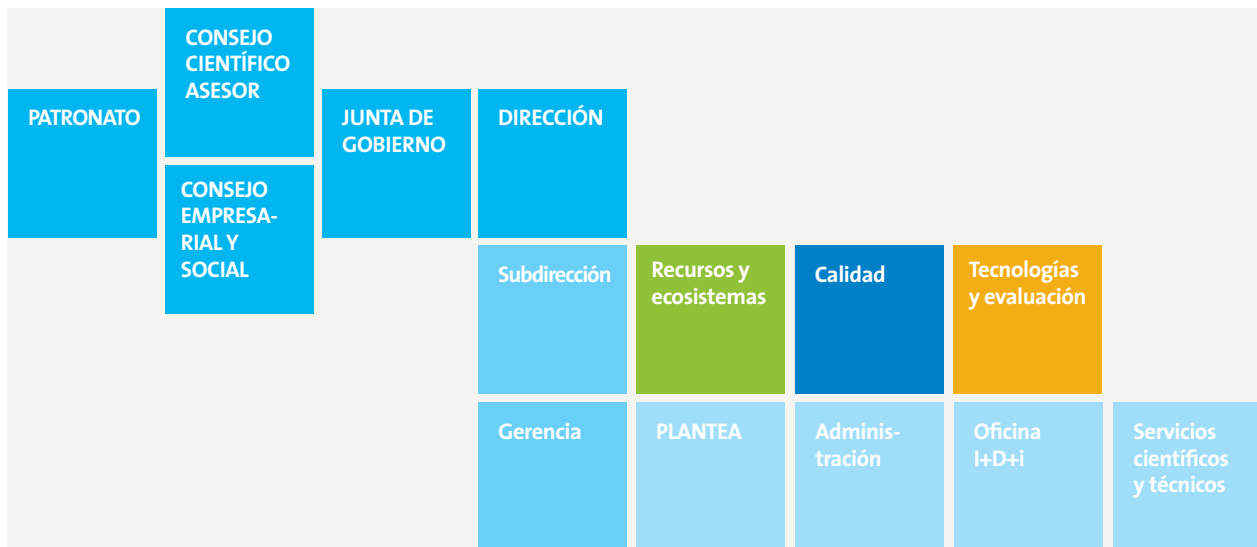 CONSEJO
CIENTÍFICO
ASESOR
PATRONATO
JUNTA DE
GOBIERNO
DIRECCIÓN
CONSEJO
EMPRESA-
RIAL Y
SOCIAL
Subdirección
Recursos y
ecosistemas
Calidad
Tecnologías
y evaluación
Gerencia
PLANTEA
Adminis-
tración
Oficina
I+D+i
Servicios
científicos
y técnicos